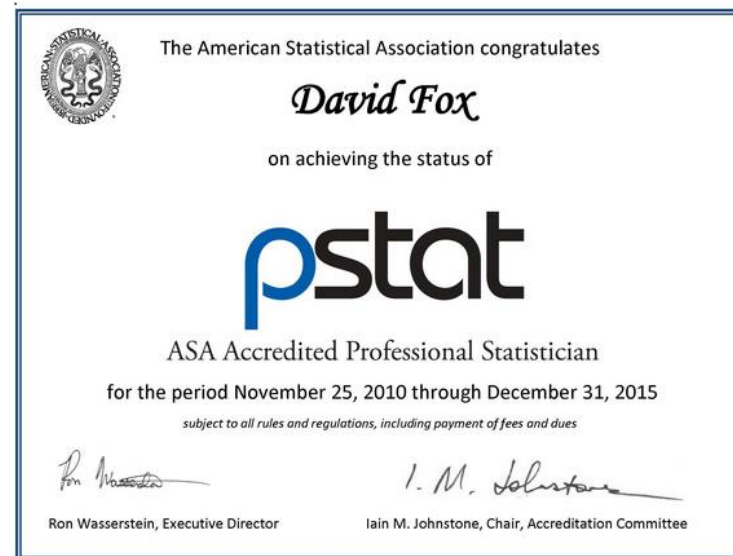 The American Statistical Association congratulates
David Fox
on achieving the status of
pstat
ASA Accredited Professional Statistician
for the period November 25, 2010 through December 31, 2015
subject to all rules and regulations, including payment of fees and dues
Ron Wasserstein, Executive Director
Iain M. Johnstone, Chair, Accreditation Committee